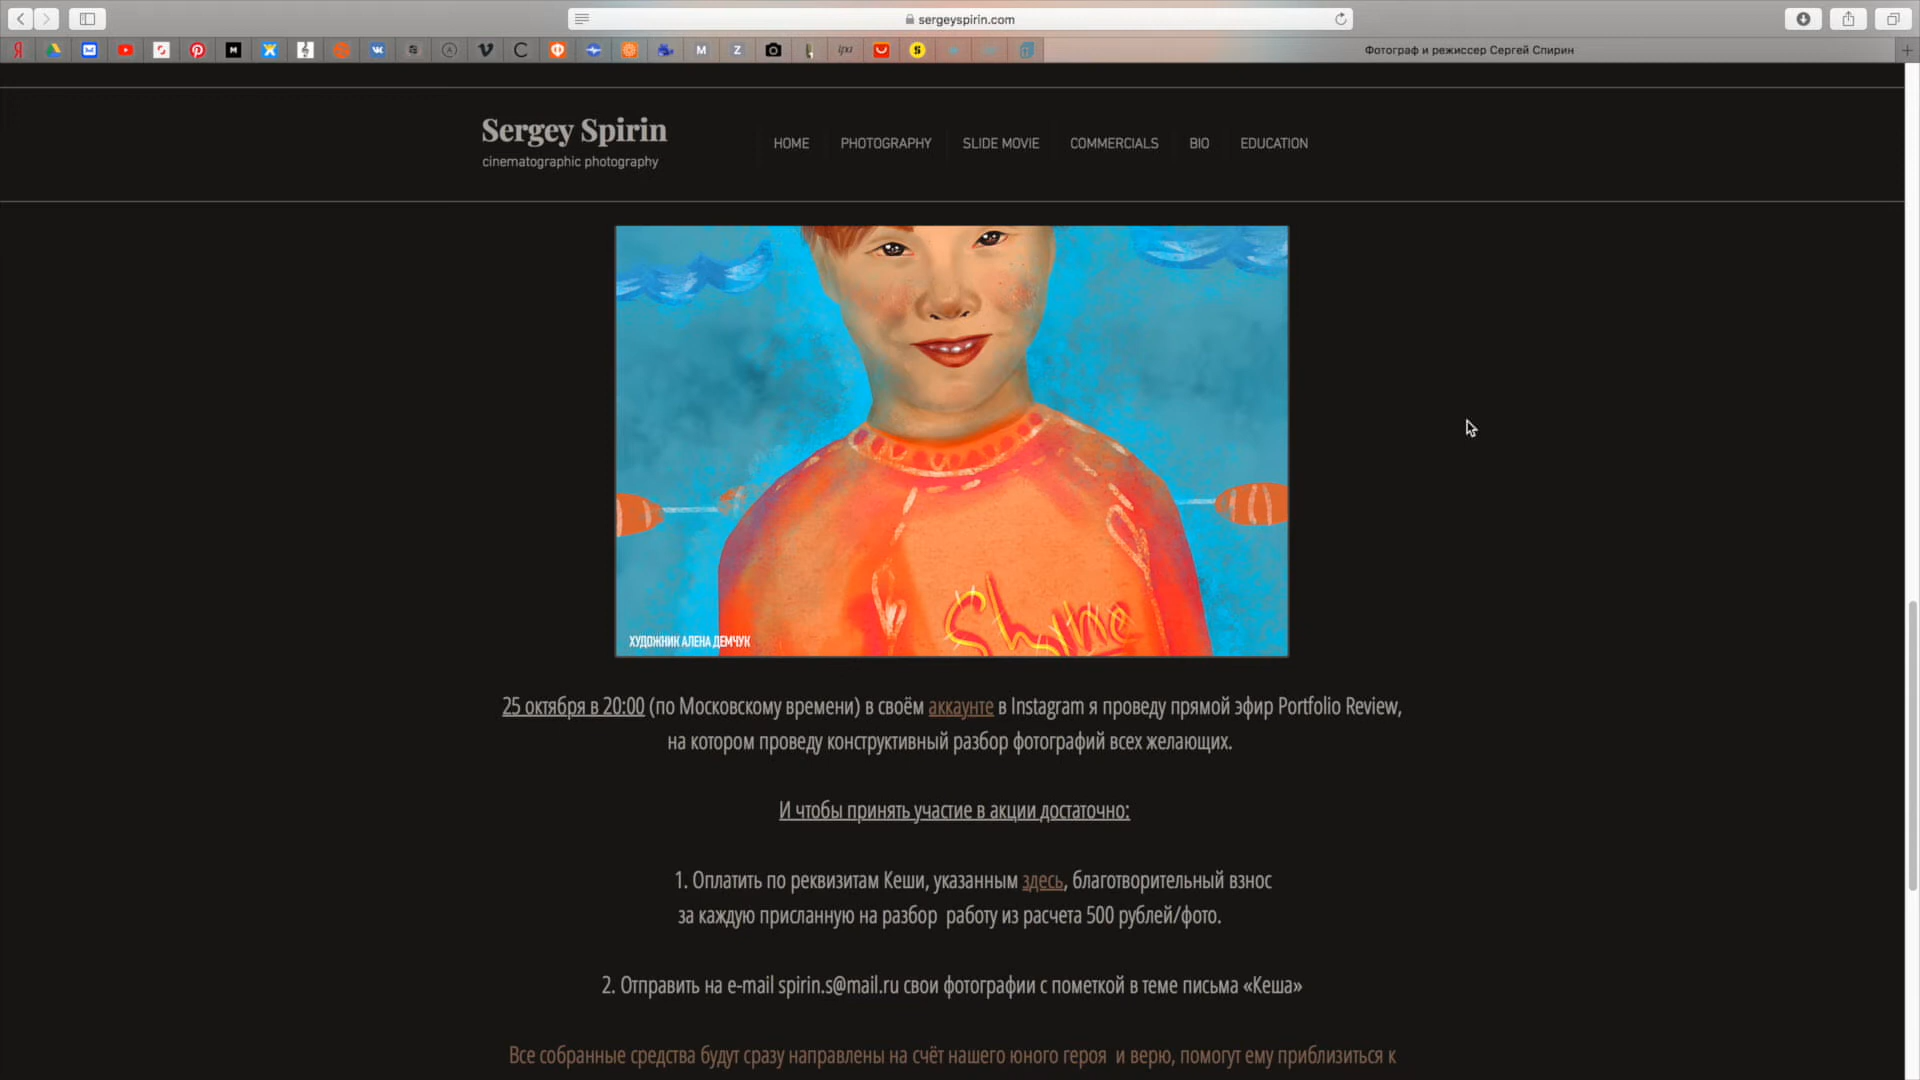 sergeyspirin.com
Фотограф и режиссер Сергей Спирин
Sergey Spirin
cinematographic photography
HOME
PHOTOGRAPHY
SLIDE MOVIE
COMMERCIALS
BIO
EDUCATION
Shine
ХУДОЖНИК АЛЕНА ДЕМЧУК
25 октября в 20:00 (по Московскому времени) в своём аккаунте в Instagram я проведу прямой эфир Portfolio Review,
на котором проведу конструктивный разбор фотографий всех желающих.
И чтобы принять участие в акции достаточно:
1. Оплатить по реквизитам Кеши, указанным здесь, благотворительный взнос
за каждую присланную на разбор работу из расчета 500 рублей/фото.
2. Отправить на e-mail spirin.s@mail.ru свои фотографии с пометкой в теме письма «Кеша»
Все собранные средства будут сразу направлены на счёт нашего юного героя и верю, помогут ему приблизиться к